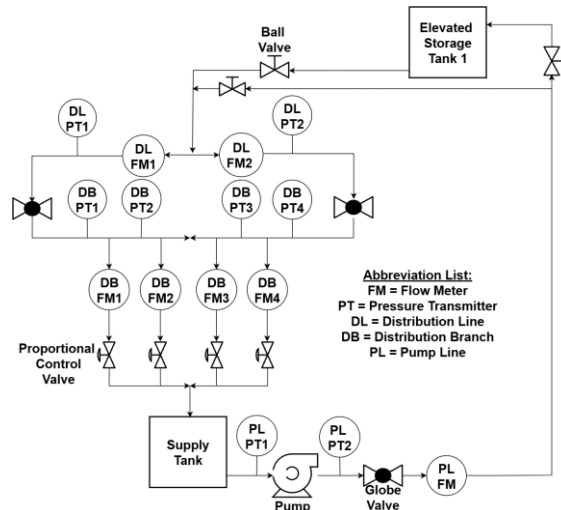 Ball
Valve
Elevated
Storage
Tank 1
DL
PT1
DL
FM1
DL
FM2
DL
PT2
DB
PT1
DB
PT2
DB
PT3
DB
PT4
DB
FM1
DB
FM2
DB
FM3
DB
FM4
Abbreviation List:
FM = Flow Meter
PT = Pressure Transmitter
DL = Distribution Line
DB = Distribution Branch
PL = Pump Line
Proportional
Control
Valve
Supply
Tank
PL
PT1
Pump
PL
PT2
Globe
Valve
PL
FM